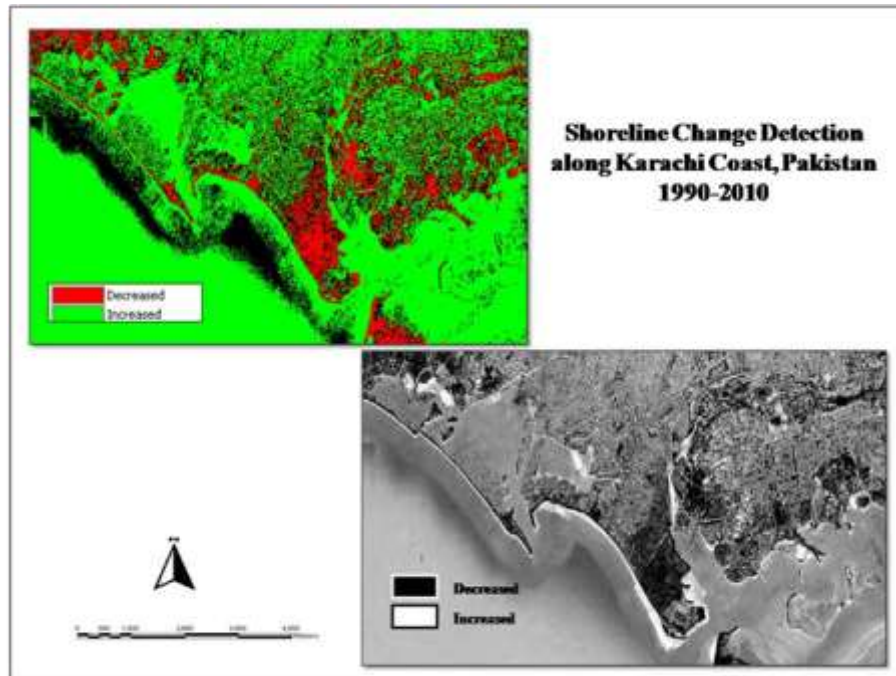 Shoreline Change Detection
along Karachi Coast, Pakistan
1990-2010
Decreased
Increased
Decreased
Increased